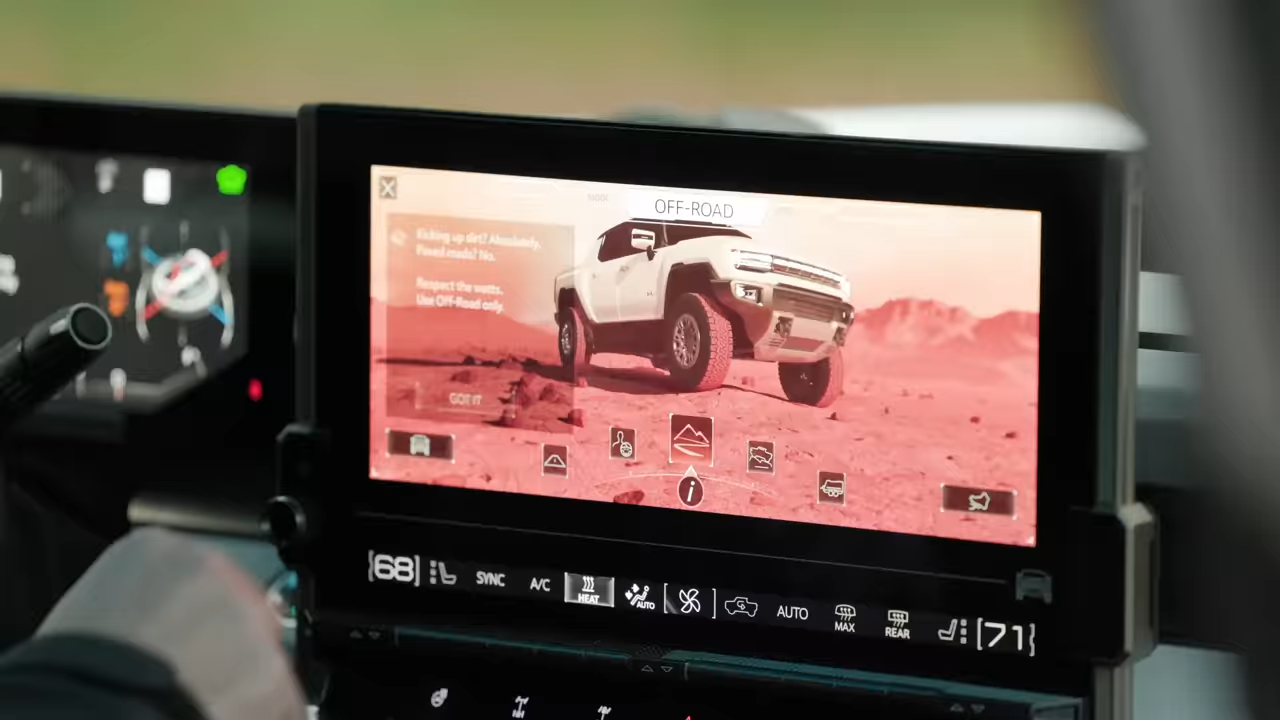 OFF-ROAD
Kicking up dirt? Absolutely.
Paved roads? No.
Respect the watts.
Use Off-Road only.
GOT IT
i
68
SYNC
A/C
HEAT
AUTO
AUTO
MAX
REAR
71